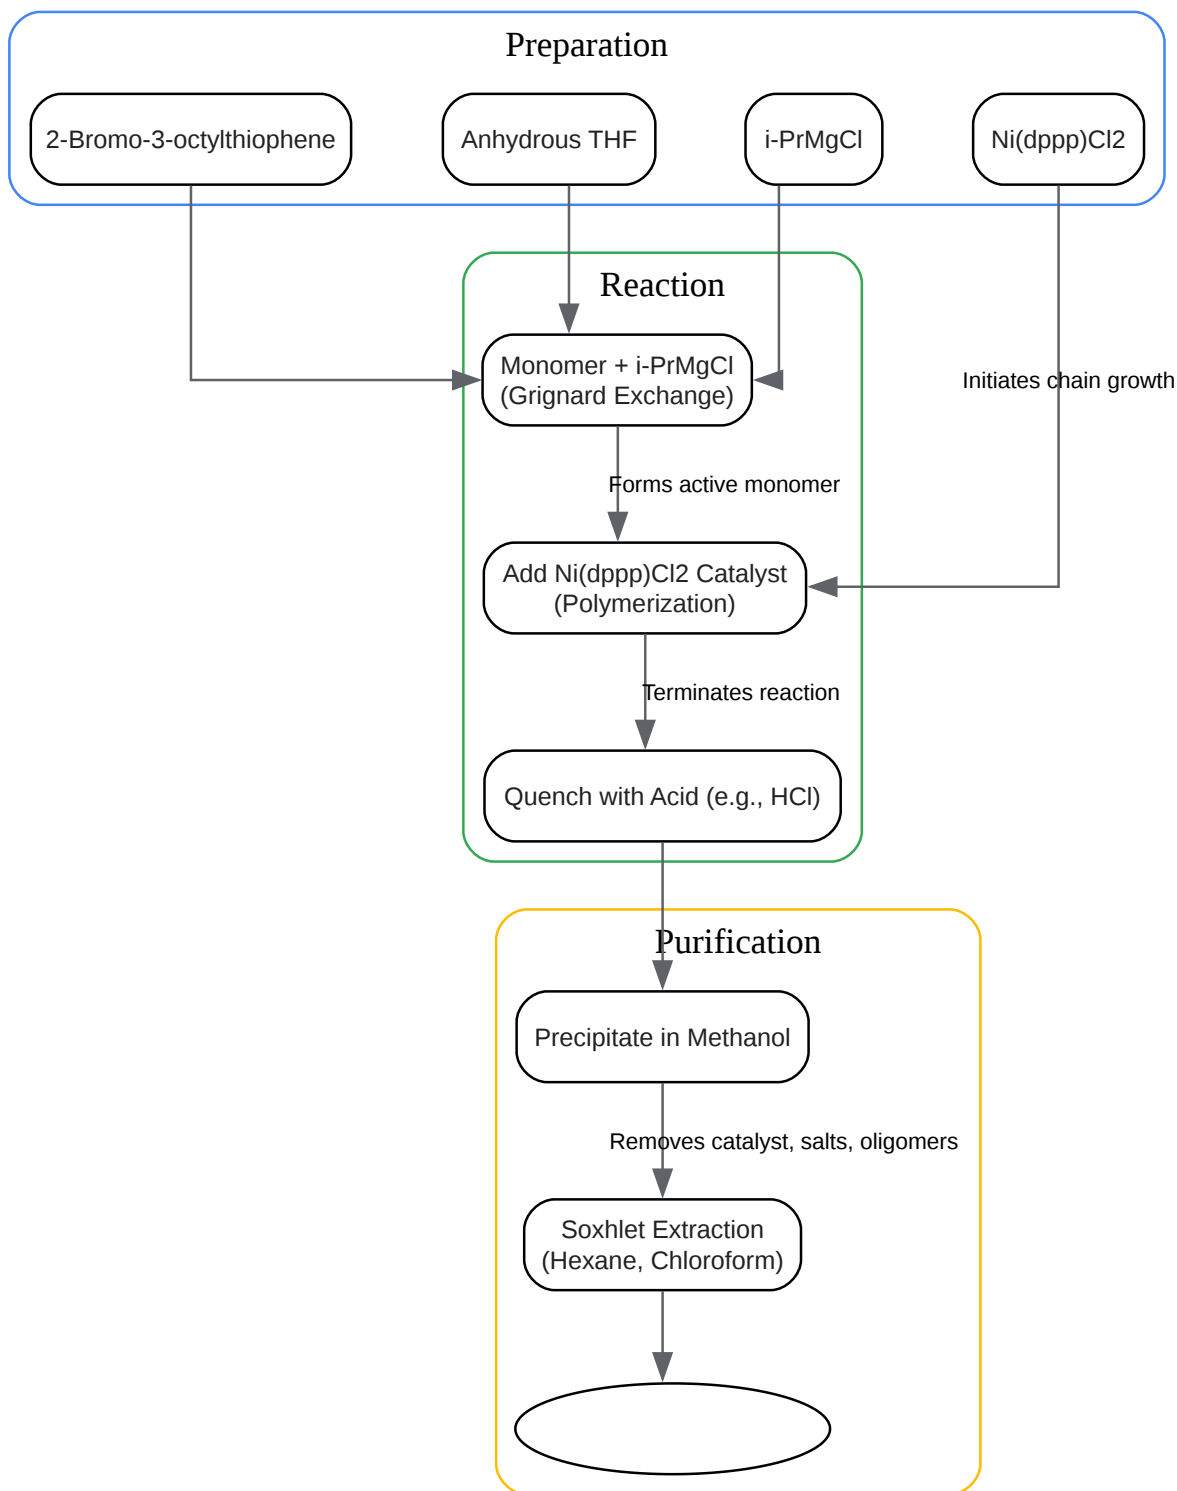 Preparation
2-Bromo-3-octylthiophene
Anhydrous THF
i-PrMgCl
Ni(dppp)Cl2
Reaction
Monomer + i-PrMgCl
(Grignard Exchange)
Initiates chain growth
Forms active monomer
Add Ni(dppp)Cl2 Catalyst
(Polymerization)
Terminates reaction
Quench with Acid (e.g., HCl)
Purification
Precipitate in Methanol
Removes catalyst, salts, oligomers
Soxhlet Extraction
(Hexane, Chloroform)